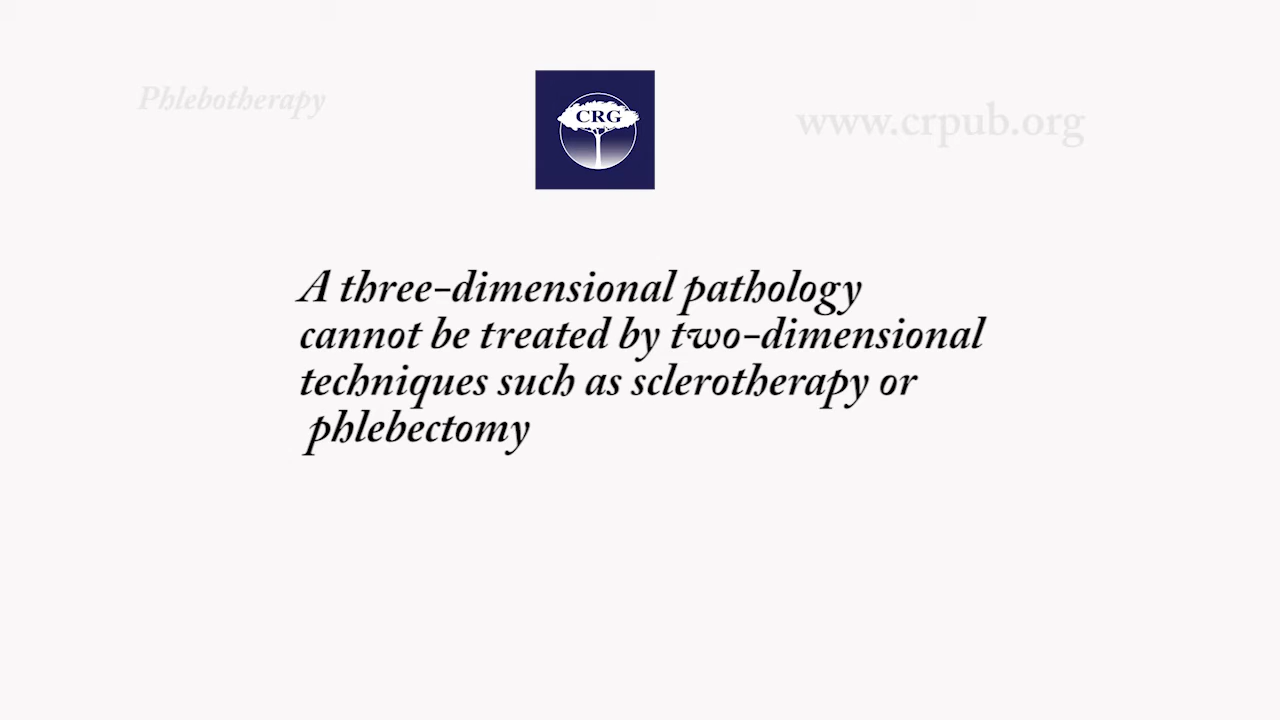 Phlebotherapy
CRG
www.crpub.org
A three-dimensional pathology
cannot be treated by two-dimensional
techniques such as sclerotherapy or
phlebectomy